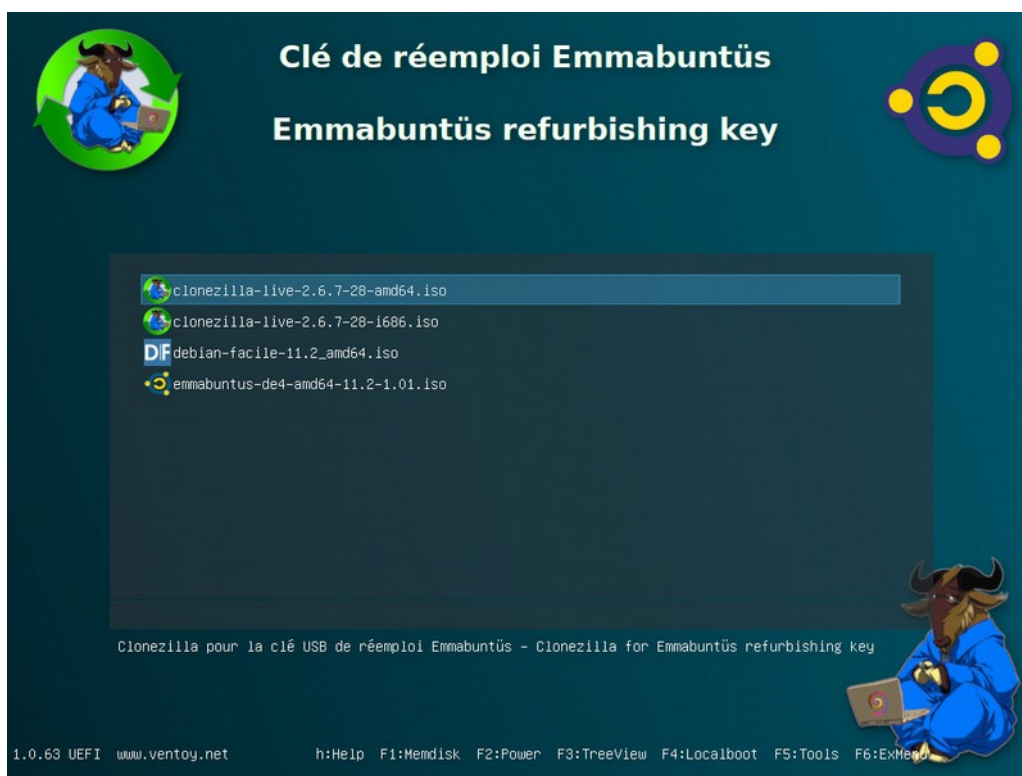 Clé de réemploi Emmabuntüs
Emmabuntüs refurbishing key
clonezilla-live-2.6.7-28-amd64.iso
clonezilla-live-2.6.7-28-i686.iso
DF debian-facile-11.2_amd64.iso
emmabuntus-de4-amd64-11.2-1.01.iso
Clonezilla pour la clé USB de réemploi Emmabuntüs - Clonezilla for Emmabuntüs refurbishing key
1.0.63 UEFI www.ventoy.net h:Help F1:Memdisk F2:Power F3:TreeView F4:Localboot F5:Tools F6:ExMenu